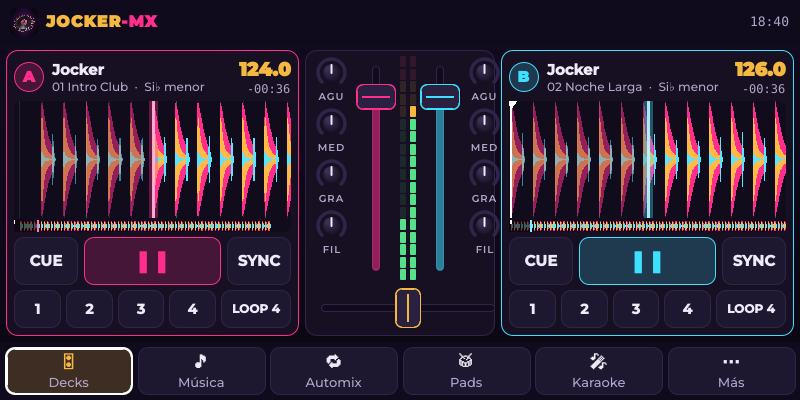 JOCKER-MX
18:40
A
Jocker
124.0
01 Intro Club · Si♭ menor
-00:36
CUE
SYNC
1
2
3
4
LOOP 4
AGU
MED
GRA
FIL
AGU
MED
GRA
FIL
B
Jocker
126.0
02 Noche Larga · Si♭ menor
-00:36
CUE
SYNC
1
2
3
4
LOOP 4
Decks
Música
Automix
Pads
Karaoke
Más